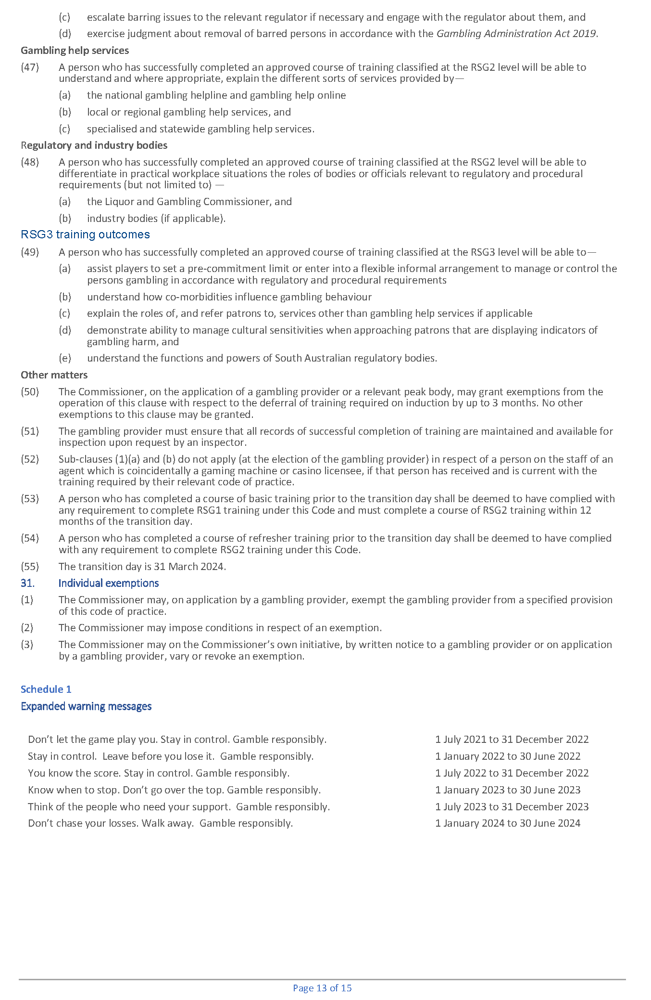 (c) escalate barring issues to the relevant regulator if necessary and engage with the regulator about them, and
(d) exercise judgment about removal of barred persons in accordance with the Gambling Administration Act 2019.
Gambling help services
(47) A person who has successfully completed an approved course of training classified at the RSG2 level will be able to
understand and where appropriate, explain the different sorts of services provided by—
(a) the national gambling helpline and gambling help online
(b) local or regional gambling help services, and
(c) specialised and statewide gambling help services.
Regulatory and industry bodies
(48) A person who has successfully completed an approved course of training classified at the RSG2 level will be able to
differentiate in practical workplace situations the roles of bodies or officials relevant to regulatory and procedural
requirements (but not limited to) —
(a) the Liquor and Gambling Commissioner, and
(b) industry bodies (if applicable).
RSG3 training outcomes
(49) A person who has successfully completed an approved course of training classified at the RSG3 level will be able to—
(a) assist players to set a pre-commitment limit or enter into a flexible informal arrangement to manage or control the
persons gambling in accordance with regulatory and procedural requirements
(b) understand how co-morbidities influence gambling behaviour
(c) explain the roles of, and refer patrons to, services other than gambling help services if applicable
(d) demonstrate ability to manage cultural sensitivities when approaching patrons that are displaying indicators of
gambling harm, and
(e) understand the functions and powers of South Australian regulatory bodies.
Other matters
(50) The Commissioner, on the application of a gambling provider or a relevant peak body, may grant exemptions from the
operation of this clause with respect to the deferral of training required on induction by up to 3 months. No other
exemptions to this clause may be granted.
(51) The gambling provider must ensure that all records of successful completion of training are maintained and available for
inspection upon request by an inspector.
(52) Sub-clauses (1)(a) and (b) do not apply (at the election of the gambling provider) in respect of a person on the staff of an
agent which is coincidentally a gaming machine or casino licensee, if that person has received and is current with the
training required by their relevant code of practice.
(53) A person who has completed a course of basic training prior to the transition day shall be deemed to have complied with
any requirement to complete RSG1 training under this Code and must complete a course of RSG2 training within 12
months of the transition day.
(54) A person who has completed a course of refresher training prior to the transition day shall be deemed to have complied
with any requirement to complete RSG2 training under this Code.
(55) The transition day is 31 March 2024.
31. Individual exemptions
(1) The Commissioner may, on application by a gambling provider, exempt the gambling provider from a specified provision
of this code of practice.
(2) The Commissioner may impose conditions in respect of an exemption.
(3) The Commissioner may on the Commissioner’s own initiative, by written notice to a gambling provider or on application
by a gambling provider, vary or revoke an exemption.
Schedule 1
Expanded warning messages
Don’t let the game play you. Stay in control. Gamble responsibly. 1 July 2021 to 31 December 2022
Stay in control. Leave before you lose it. Gamble responsibly. 1 January 2022 to 30 June 2022
You know the score. Stay in control. Gamble responsibly. 1 July 2022 to 31 December 2022
Know when to stop. Don’t go over the top. Gamble responsibly. 1 January 2023 to 30 June 2023
Think of the people who need your support. Gamble responsibly. 1 July 2023 to 31 December 2023
Don’t chase your losses. Walk away. Gamble responsibly. 1 January 2024 to 30 June 2024
Page 13 of 15